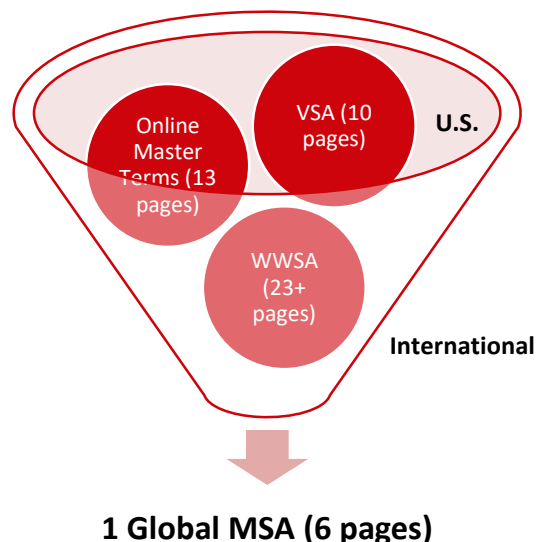 Online
Master
Terms (13
pages)
VSA (10
pages)
U.S.
WWSA
(23+
pages)
International
1 Global MSA (6 pages)